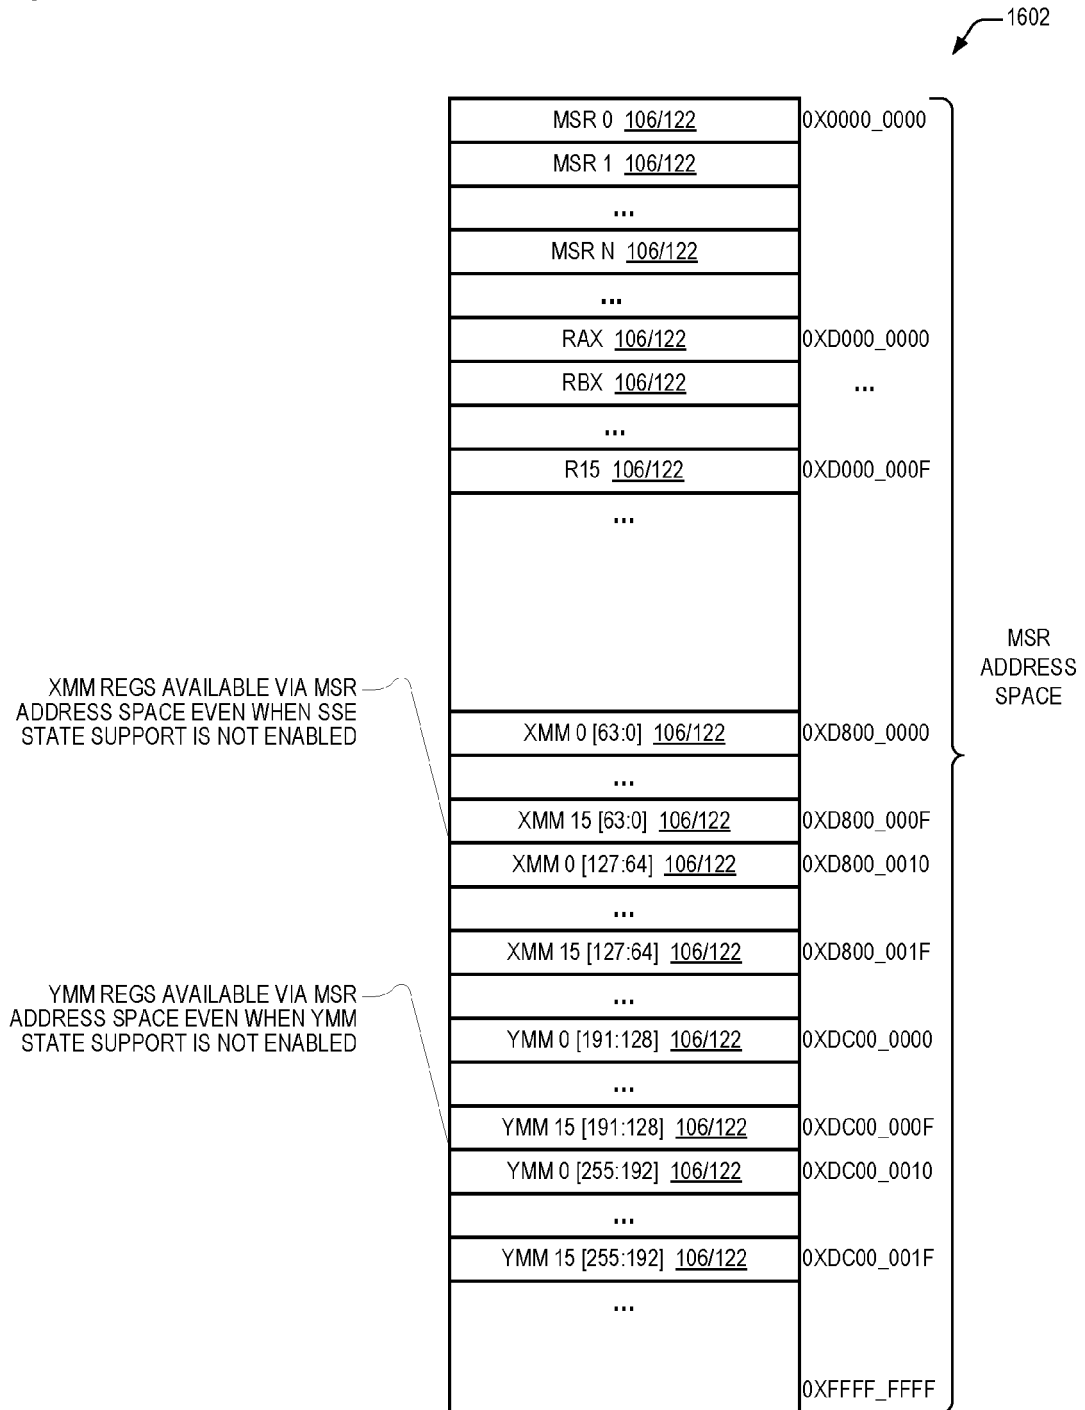 1602
MSR 0 106/122 0X0000_0000
MSR 1 106/122
...
MSR N 106/122
...
RAX 106/122 0XD000_0000
RBX 106/122 ...
...
R15 106/122 0XD000_000F
...
MSR
ADDRESS
SPACE
XMM REGS AVAILABLE VIA MSR
ADDRESS SPACE EVEN WHEN SSE
STATE SUPPORT IS NOT ENABLED
XMM 0 [63:0] 106/122 0XD800_0000
...
XMM 15 [63:0] 106/122 0XD800_000F
XMM 0 [127:64] 106/122 0XD800_0010
...
XMM 15 [127:64] 106/122 0XD800_001F
...
YMM REGS AVAILABLE VIA MSR
ADDRESS SPACE EVEN WHEN YMM
STATE SUPPORT IS NOT ENABLED
YMM 0 [191:128] 106/122 0XDC00_0000
...
YMM 15 [191:128] 106/122 0XDC00_000F
YMM 0 [255:192] 106/122 0XDC00_0010
...
YMM 15 [255:192] 106/122 0XDC00_001F
...
0XFFFF_FFFF